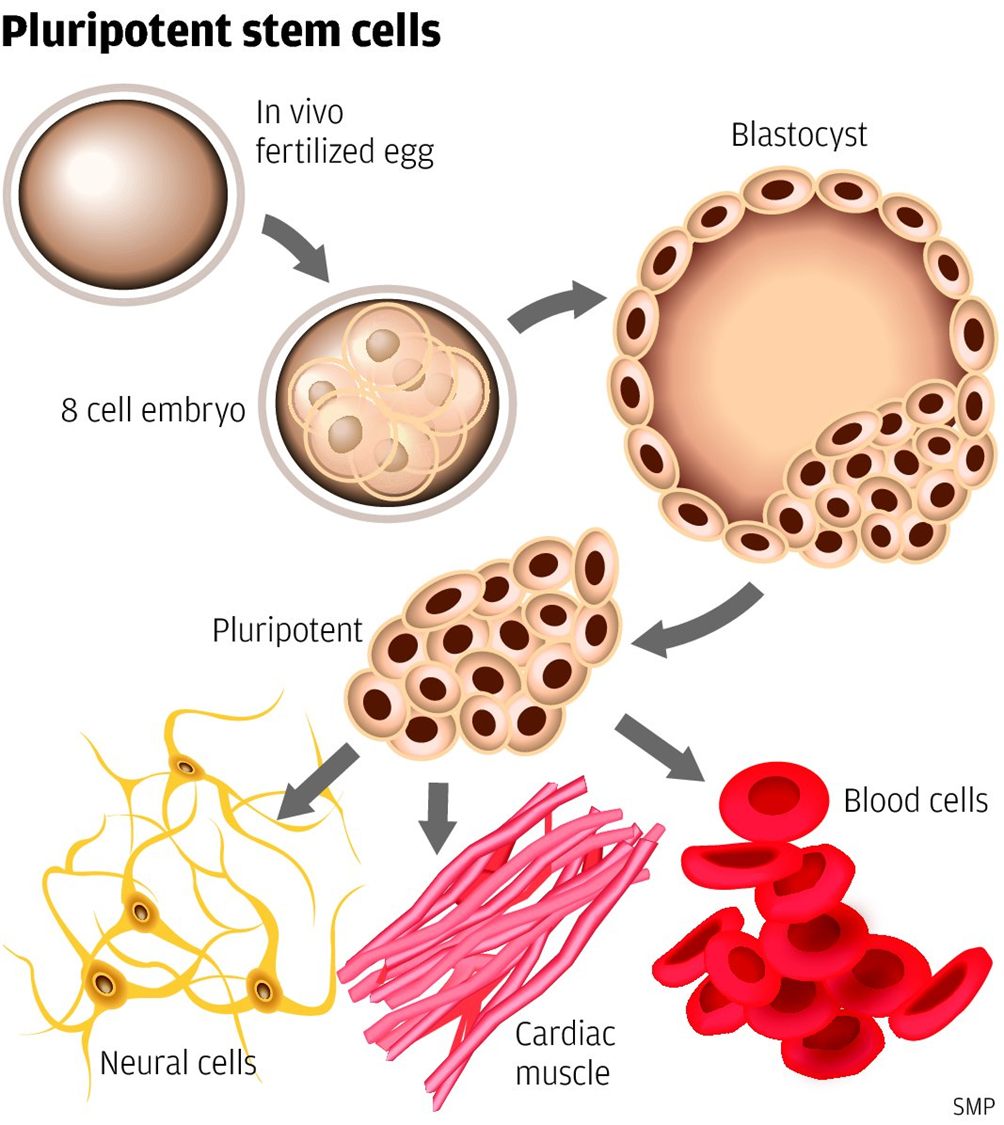 Pluripotent stem cells
In vivo
fertilized egg
Blastocyst
8 cell embryo
Pluripotent
Blood cells
Cardiac
muscle
Neural cells
SMP